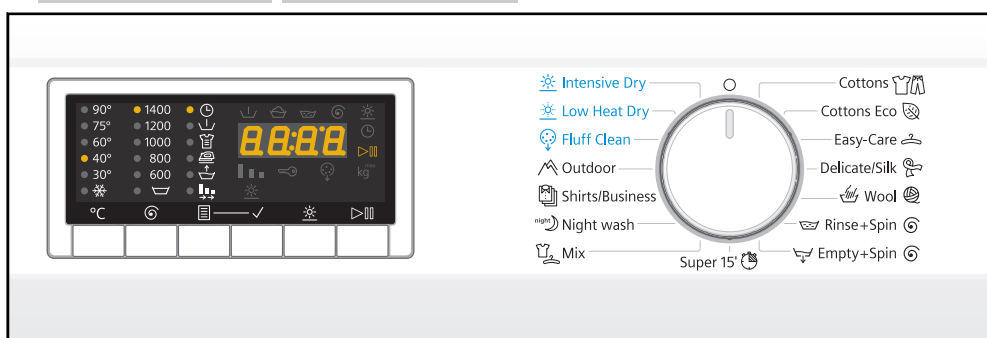 90° 1400
75° 1200
60° 1000
40° 800
30° 600
88:88
max
kg
°C
Intensive Dry
Low Heat Dry
Fluff Clean
Outdoor
Shirts/Business
night Night wash
Mix
Super 15'
Cottons
Cottons Eco
Easy-Care
Delicate/Silk
Wool
Rinse+Spin
Empty+Spin